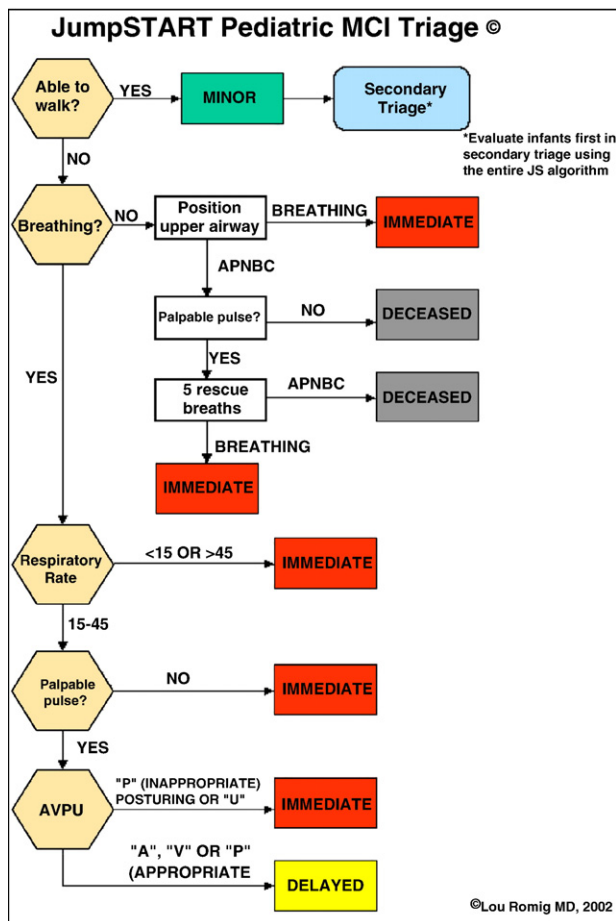 JumpSTART Pediatric MCI Triage ©
Able to
walk?
YES
MINOR
Secondary
Triage*
*Evaluate infants first in
secondary triage using
the entire JS algorithm
NO
Breathing?
NO
Position
upper airway
BREATHING
IMMEDIATE
APNBC
Palpable pulse?
NO
DECEASED
YES
5 rescue
breaths
APNBC
DECEASED
BREATHING
IMMEDIATE
YES
Respiratory
Rate
<15 OR >45
IMMEDIATE
15-45
Palpable
pulse?
NO
IMMEDIATE
YES
AVPU
"P" (INAPPROPRIATE)
POSTURING OR "U"
IMMEDIATE
"A", "V" OR "P"
(APPROPRIATE
DELAYED
©Lou Romig MD, 2002